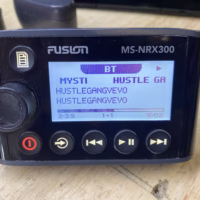 FUSION MS-NRX300
BT
MYSTI HUSTLE GA
HUSTLEGANGVEVO
HUSTLEGANGVEVO